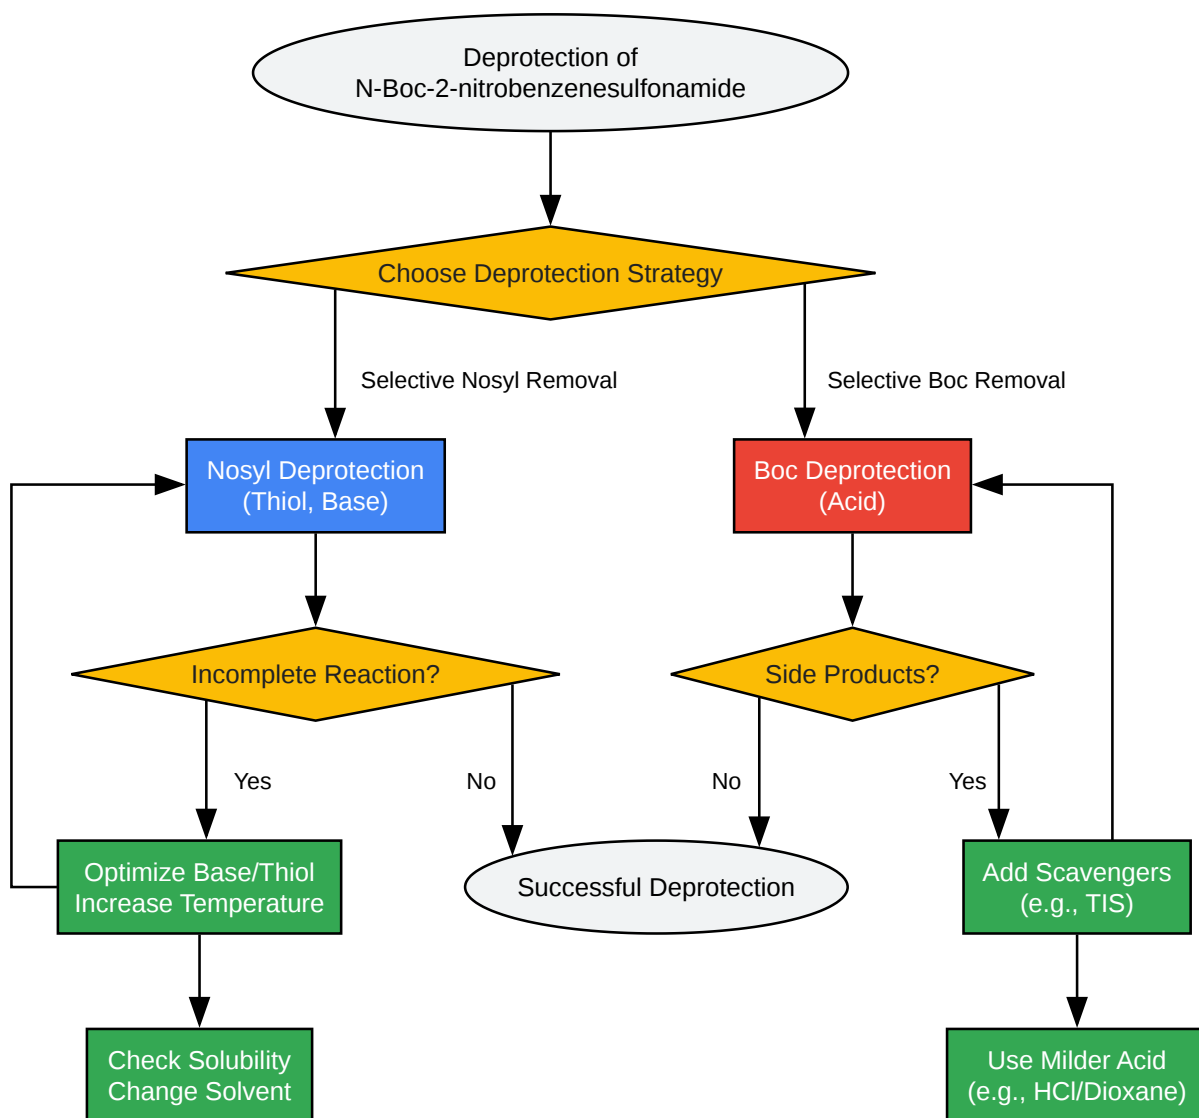 Deprotection of
N-Boc-2-nitrobenzenesulfonamide
Choose Deprotection Strategy
Selective Nosyl Removal
Selective Boc Removal
Nosyl Deprotection
(Thiol, Base)
Boc Deprotection
(Acid)
Incomplete Reaction?
Side Products?
Yes
No
No
Yes
Optimize Base/Thiol
Increase Temperature
Successful Deprotection
Add Scavengers
(e.g., TIS)
Check Solubility
Change Solvent
Use Milder Acid
(e.g., HCl/Dioxane)